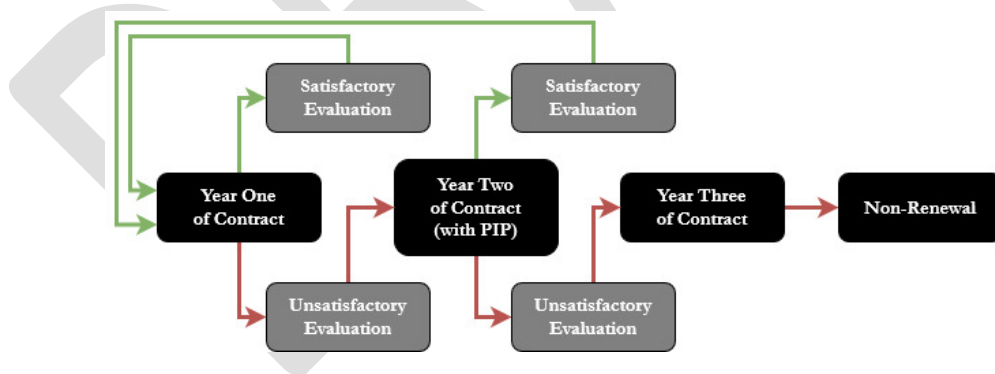 Satisfactory
Evaluation
Satisfactory
Evaluation
Year One
of Contract
Year Two
of Contract
(with PIP)
Year Three
of Contract
Non-Renewal
Unsatisfactory
Evaluation
Unsatisfactory
Evaluation